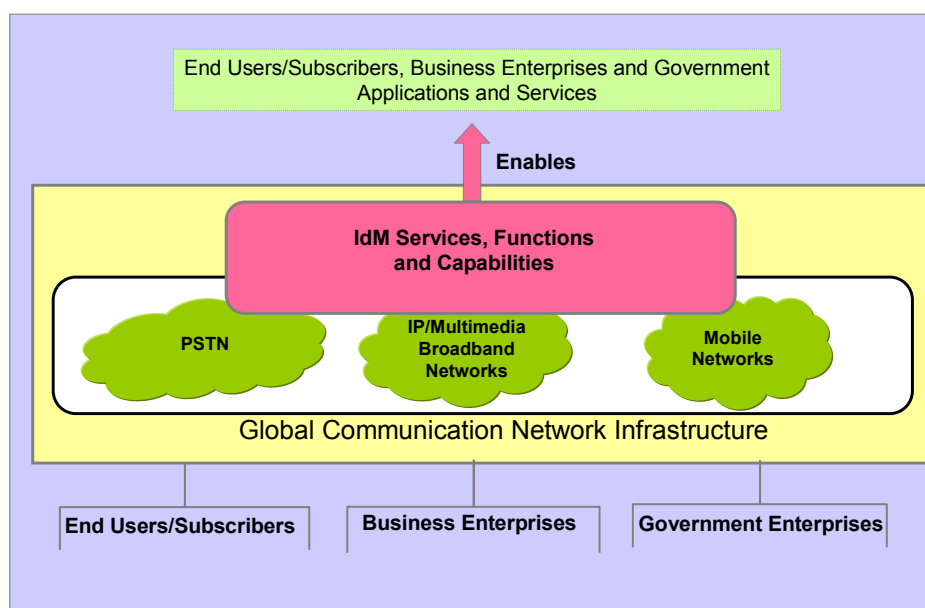 End Users/Subscribers, Business Enterprises and Government
Applications and Services
Enables
IdM Services, Functions
and Capabilities
PSTN
IP/Multimedia
Broadband
Networks
Mobile
Networks
Global Communication Network Infrastructure
End Users/Subscribers
Business Enterprises
Government Enterprises